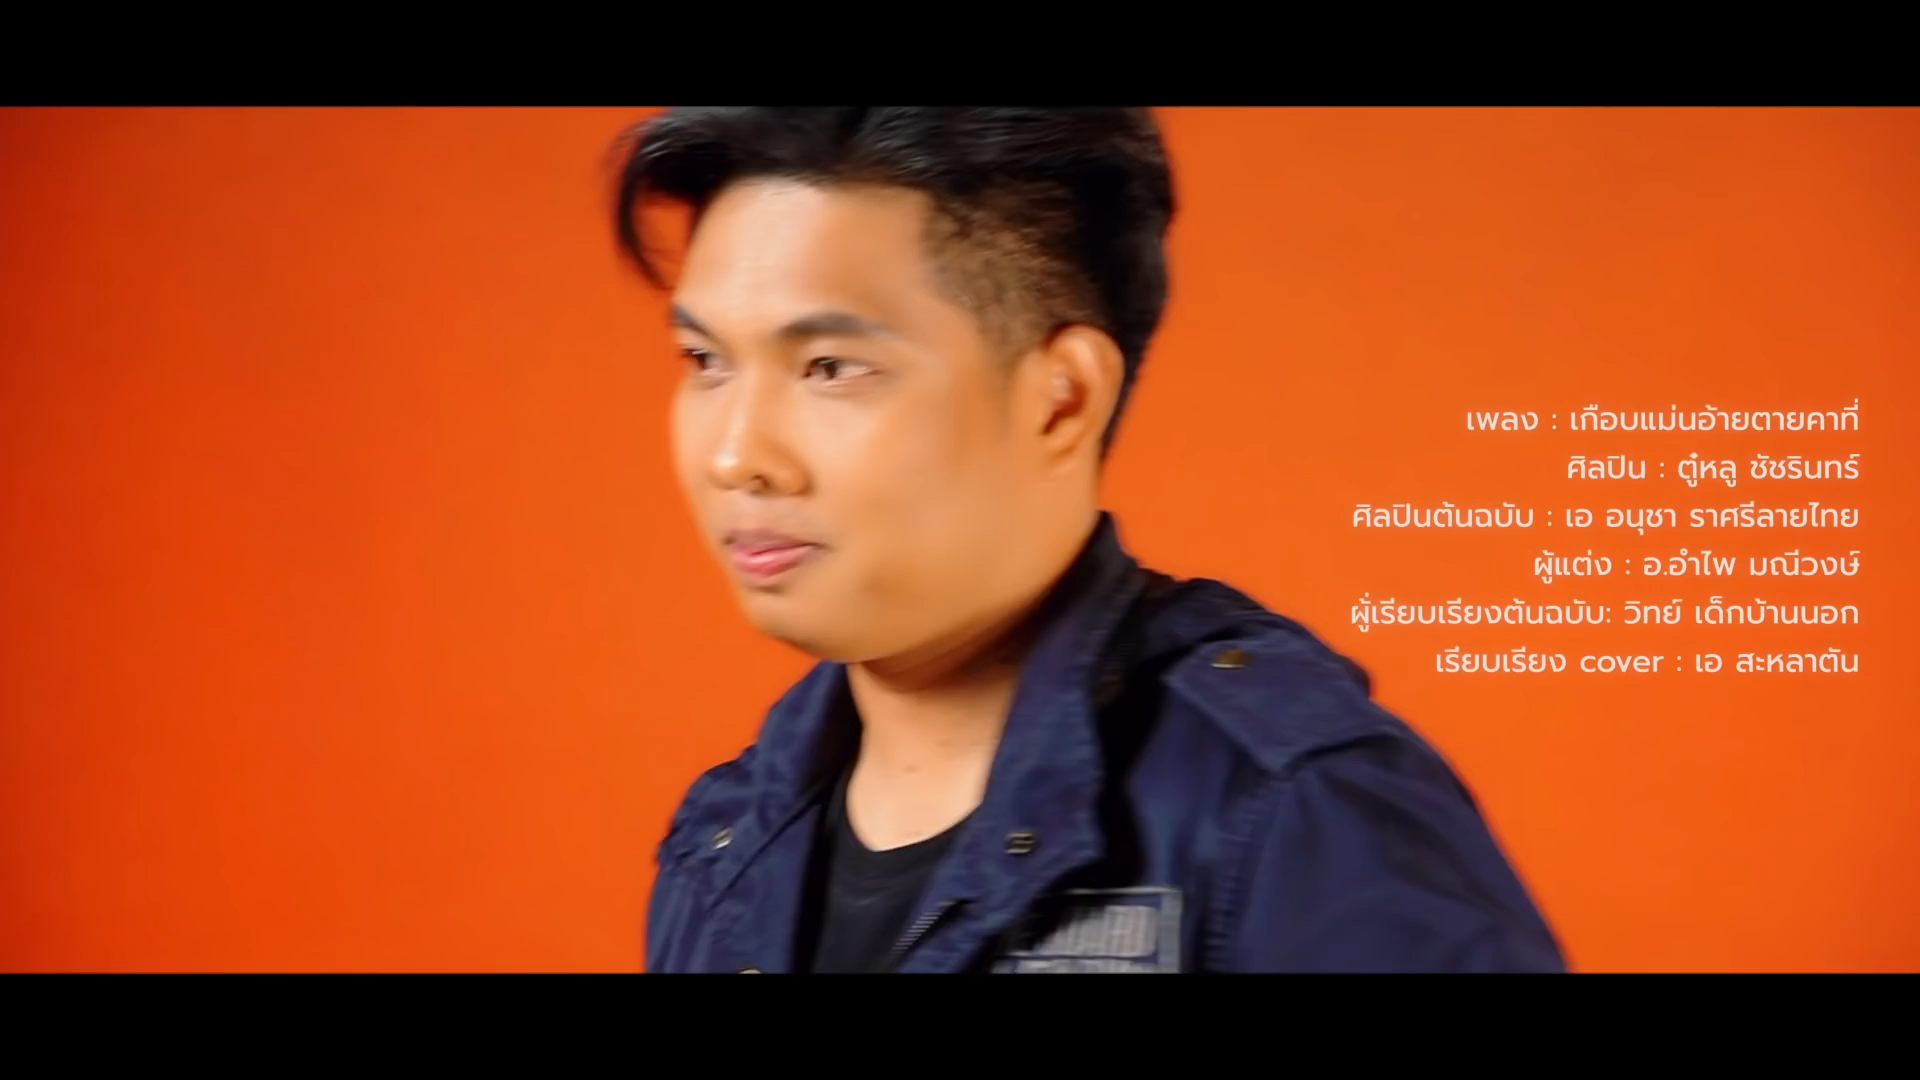 เพลง : เกือบแม่นอ้ายตายคาที่
ศิลปิน : ตู๋หลู ชัชรินทร์
ศิลปินต้นฉบับ : เอ อนุชา ราศรีลายไทย
ผู้แต่ง : อ.อำไพ มณีวงษ์
ผู่้เรียบเรียงต้นฉบับ: วิทย์ เด็กบ้านนอก
เรียบเรียง cover : เอ สะหลาตัน